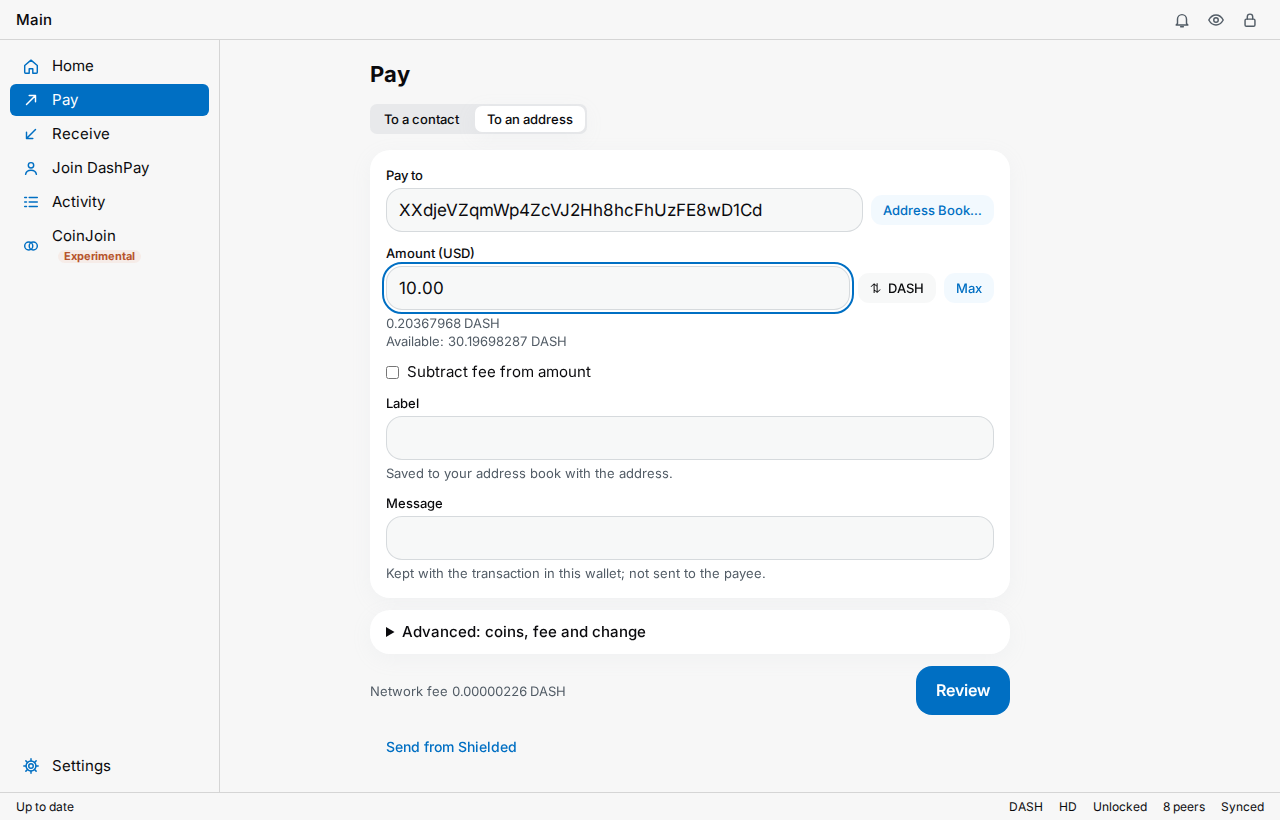 Main
Home
Pay
Receive
Join DashPay
Activity
CoinJoin
Experimental
Settings
Pay
To a contact
To an address
Pay to
XXdjeVZqmWp4ZcVJ2Hh8hcFhUzFE8wD1Cd
Address Book...
Amount (USD)
10.00
⇅ DASH
Max
0.20367968 DASH
Available: 30.19698287 DASH
Subtract fee from amount
Label
Saved to your address book with the address.
Message
Kept with the transaction in this wallet; not sent to the payee.
Advanced: coins, fee and change
Network fee 0.00000226 DASH
Review
Send from Shielded
Up to date
DASH HD Unlocked 8 peers Synced